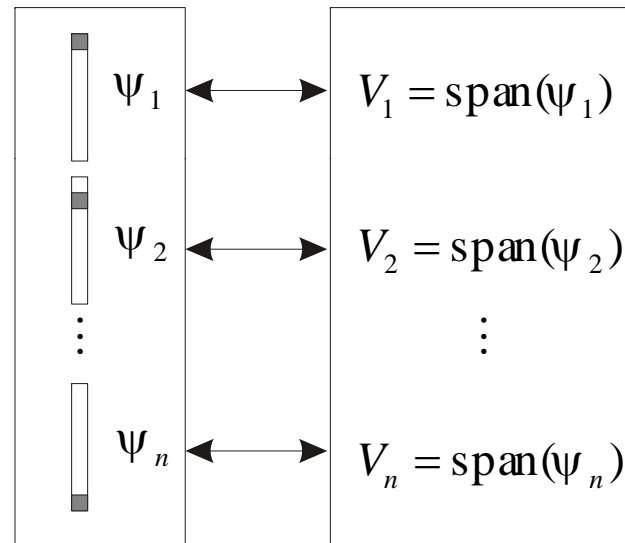 ψ₁ V₁ = span(ψ₁)
ψ₂ V₂ = span(ψ₂)
⋮ ⋮
ψₙ Vₙ = span(ψₙ)